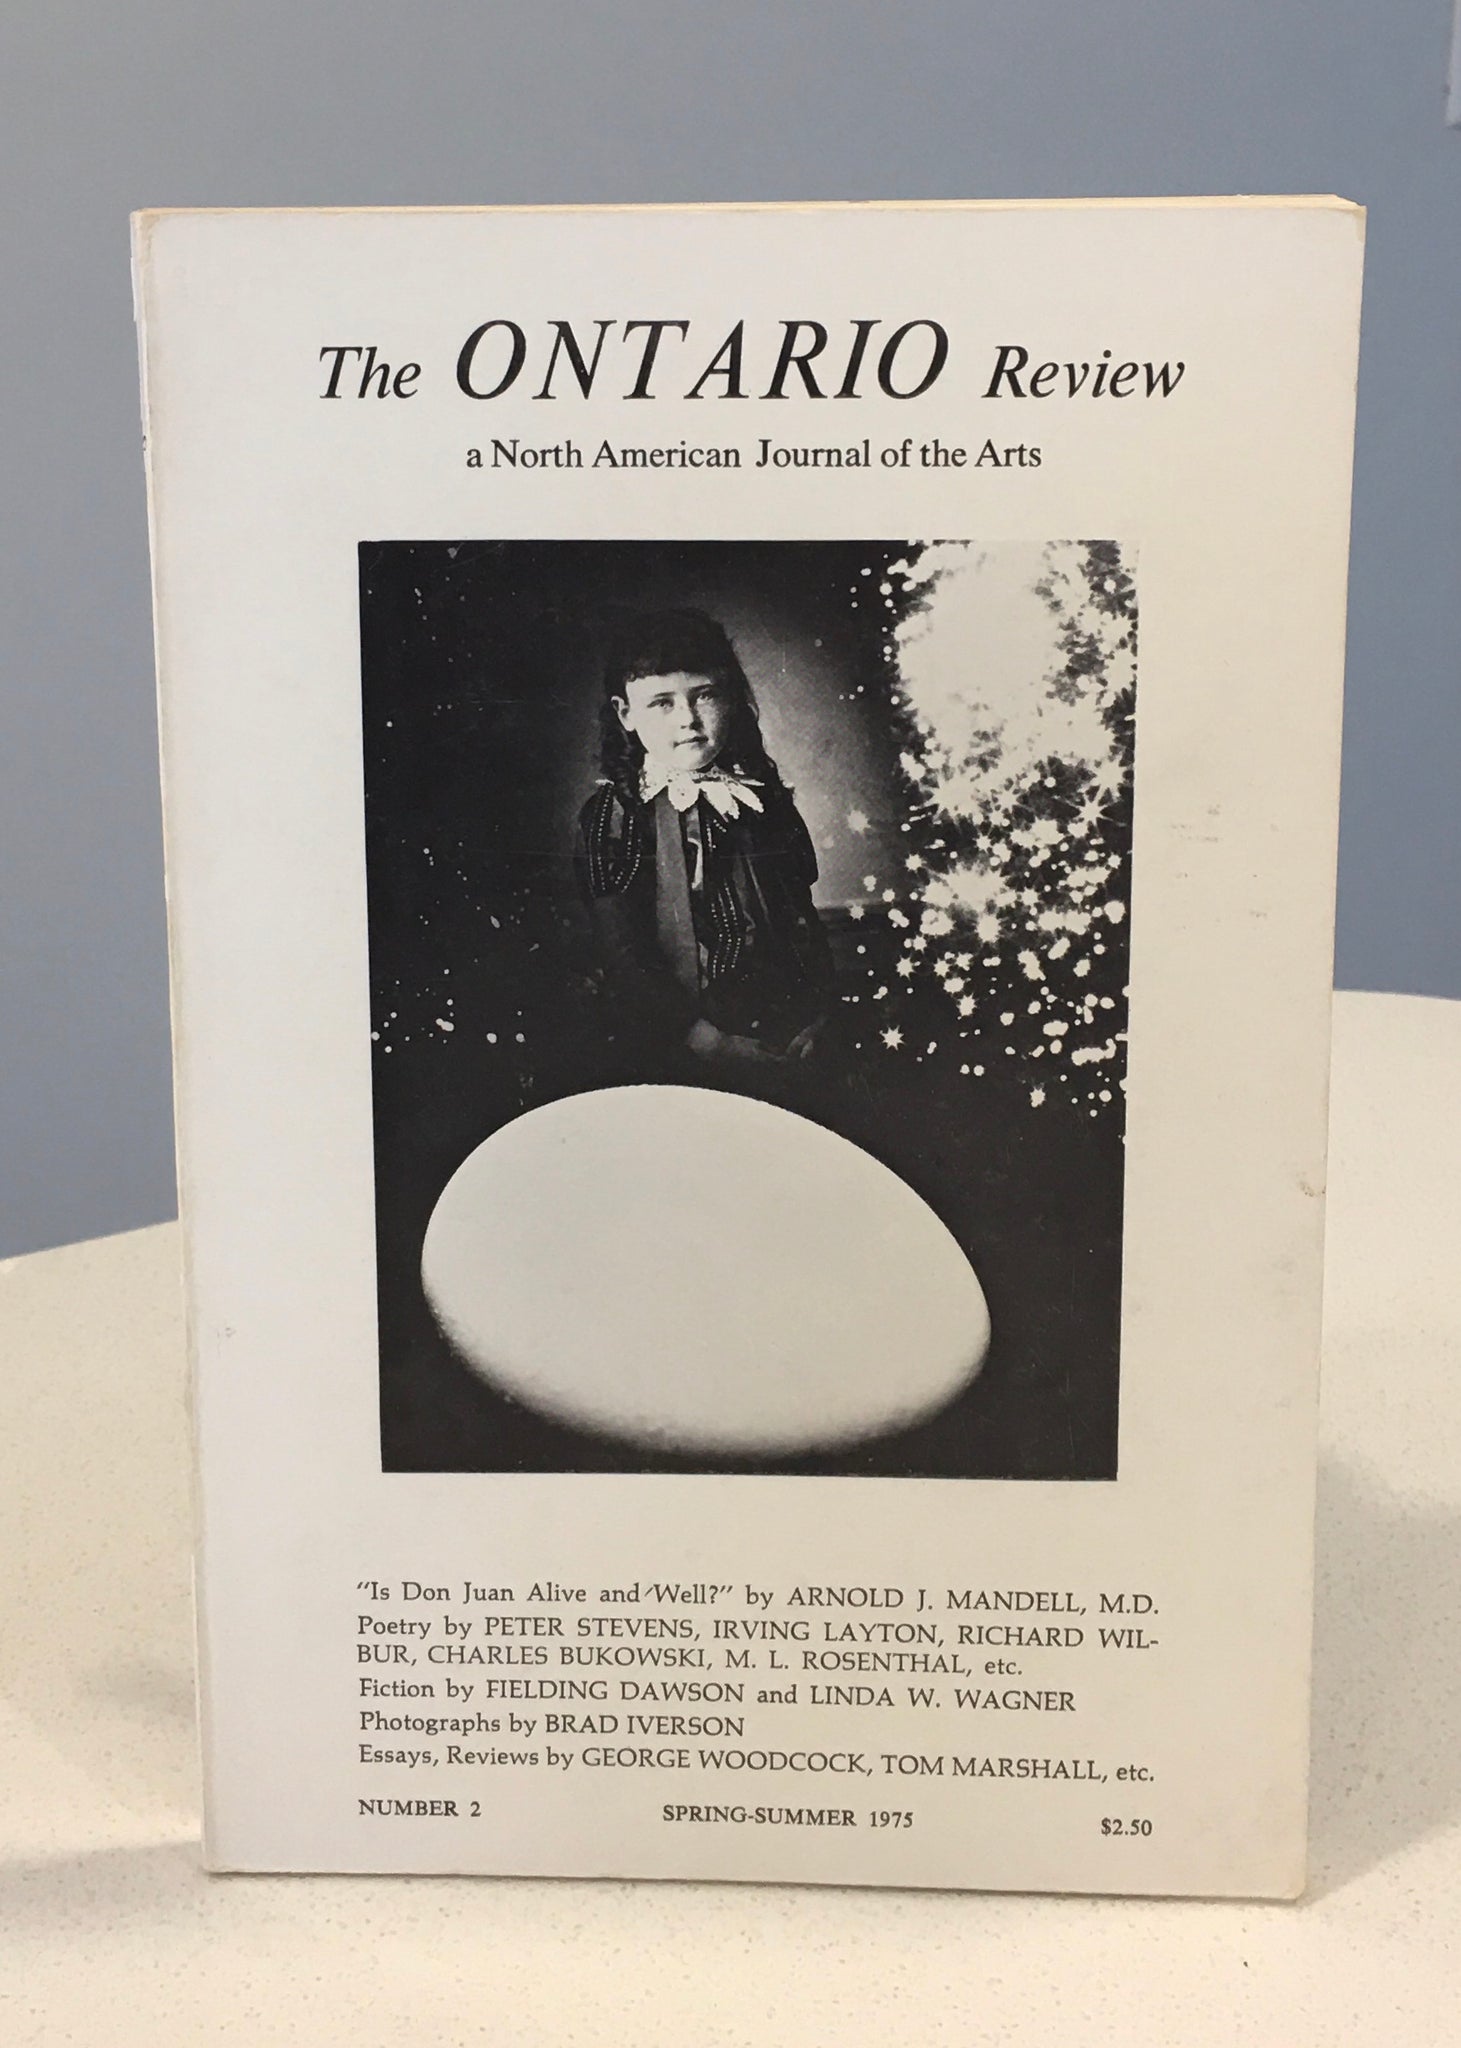 The ONTARIO Review
a North American Journal of the Arts
"Is Don Juan Alive and Well?" by ARNOLD J. MANDELL, M.D.
Poetry by PETER STEVENS, IRVING LAYTON, RICHARD WIL-
BUR, CHARLES BUKOWSKI, M. L. ROSENTHAL, etc.
Fiction by FIELDING DAWSON and LINDA W. WAGNER
Photographs by BRAD IVERSON
Essays, Reviews by GEORGE WOODCOCK, TOM MARSHALL, etc.
NUMBER 2 SPRING-SUMMER 1975 $2.50